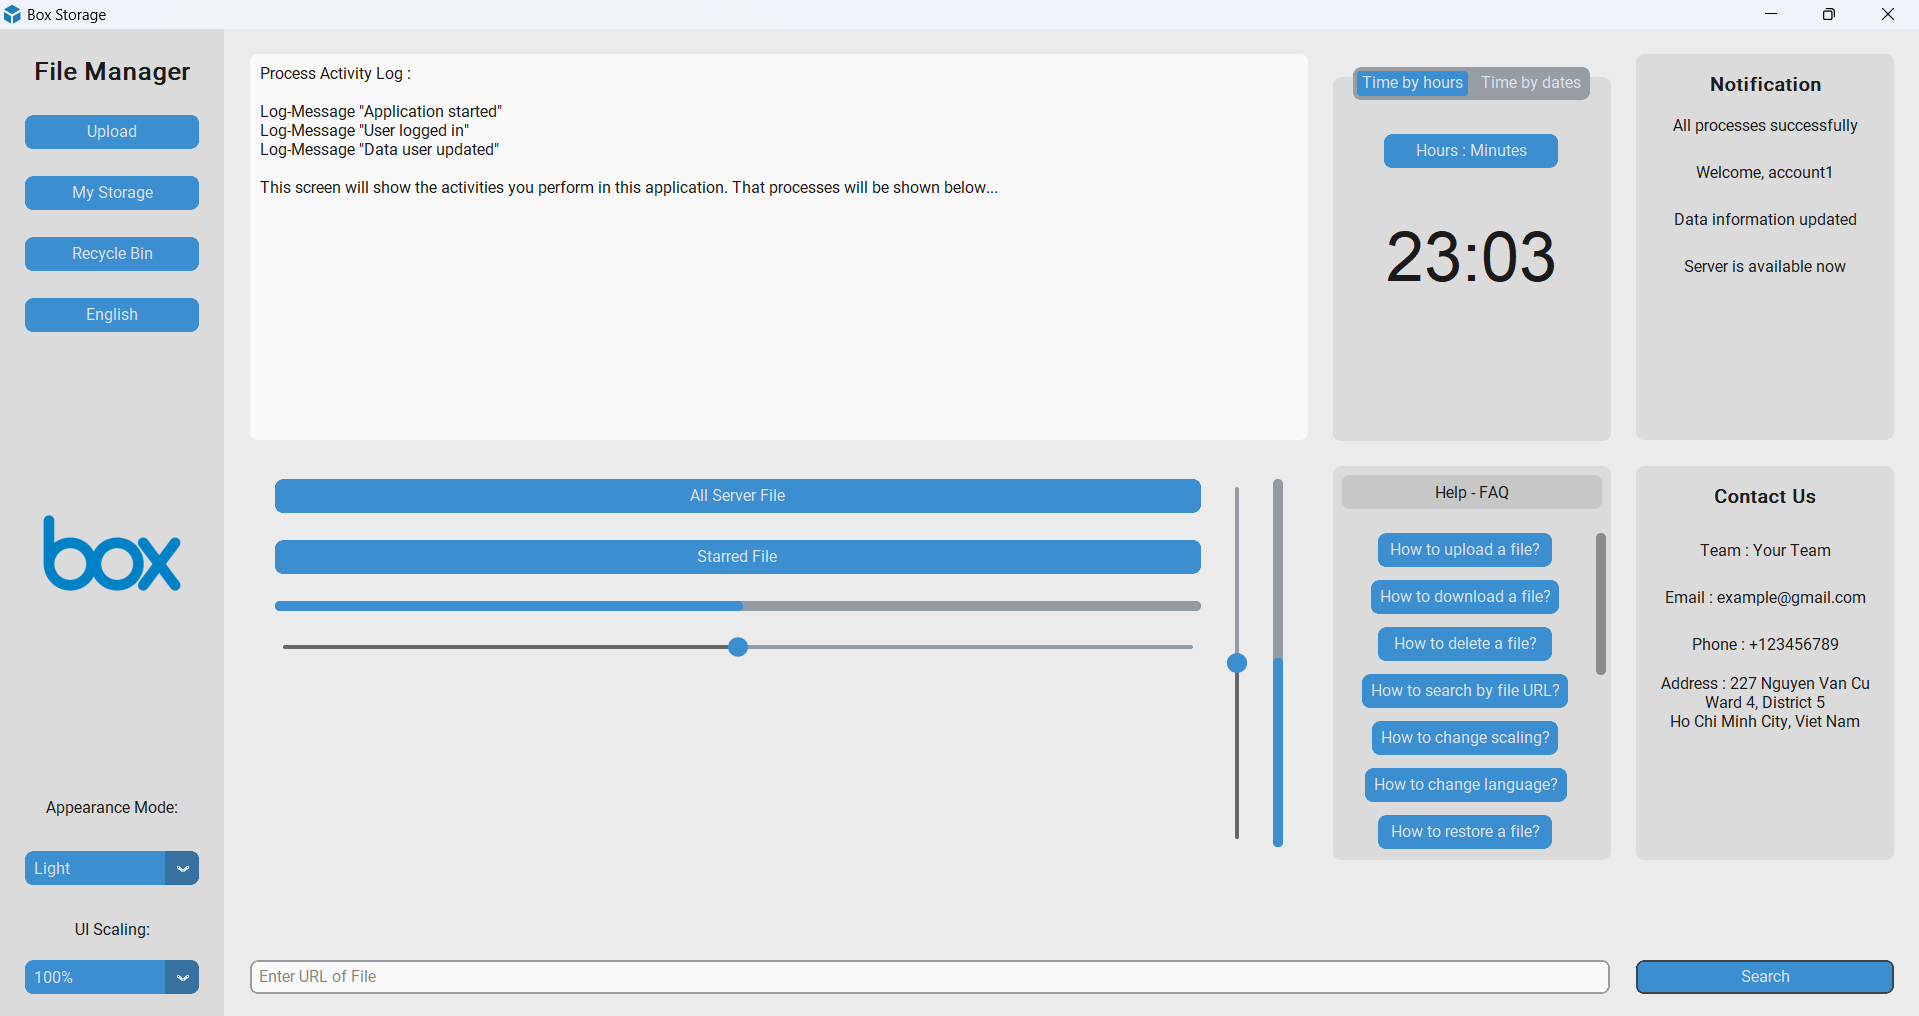 Box Storage
File Manager
Upload
My Storage
Recycle Bin
English
box
Appearance Mode:
Light
UI Scaling:
100%
Process Activity Log :
Log-Message "Application started"
Log-Message "User logged in"
Log-Message "Data user updated"
This screen will show the activities you perform in this application. That processes will be shown below...
Time by hours
Time by dates
Hours : Minutes
23:03
Notification
All processes successfully
Welcome, account1
Data information updated
Server is available now
All Server File
Starred File
Help - FAQ
How to upload a file?
How to download a file?
How to delete a file?
How to search by file URL?
How to change scaling?
How to change language?
How to restore a file?
Contact Us
Team : Your Team
Email : example@gmail.com
Phone : +123456789
Address : 227 Nguyen Van Cu
Ward 4, District 5
Ho Chi Minh City, Viet Nam
Enter URL of File
Search